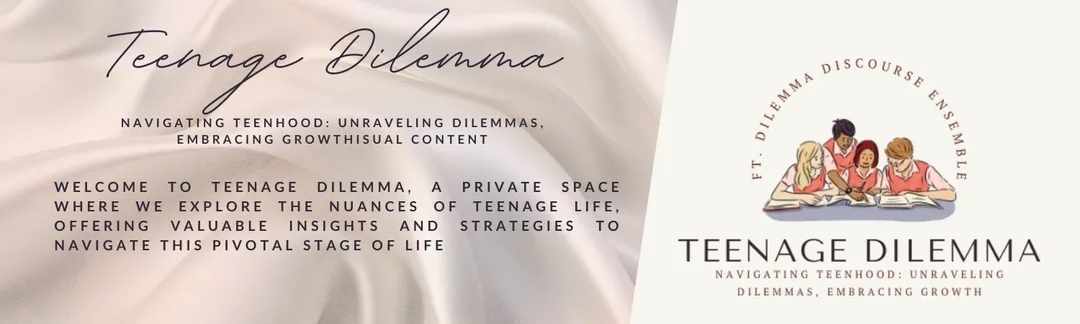 Teenage Dilemma
NAVIGATING TEENHOOD: UNRAVELING DILEMMAS,
EMBRACING GROWTHISUAL CONTENT
WELCOME TO TEENAGE DILEMMA, A PRIVATE SPACE
WHERE WE EXPLORE THE NUANCES OF TEENAGE LIFE,
OFFERING VALUABLE INSIGHTS AND STRATEGIES TO
NAVIGATE THIS PIVOTAL STAGE OF LIFE
FT. DILEMMA DISCOURSE ENSEMBLE
TEENAGE DILEMMA
NAVIGATING TEENHOOD: UNRAVELING
DILEMMAS, EMBRACING GROWTH